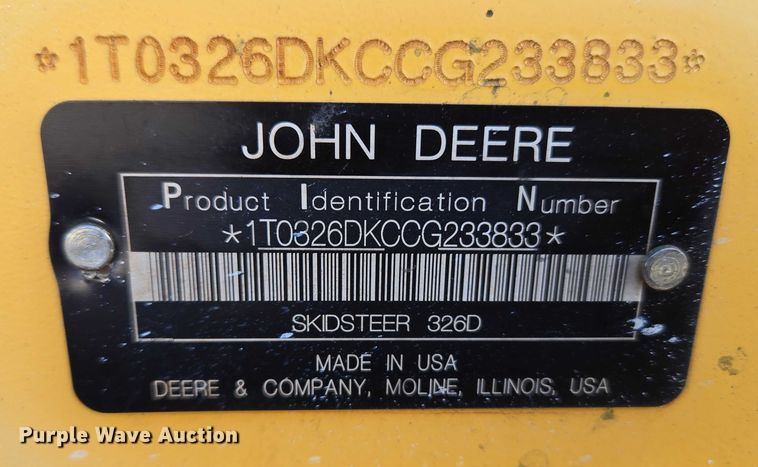 *1T0326DKCCG233833*
JOHN DEERE
Product Identification Number
*1T0326DKCCG233833*
SKIDSTEER 326D
MADE IN USA
DEERE & COMPANY, MOLINE, ILLINOIS, USA
Purple Wave Auction